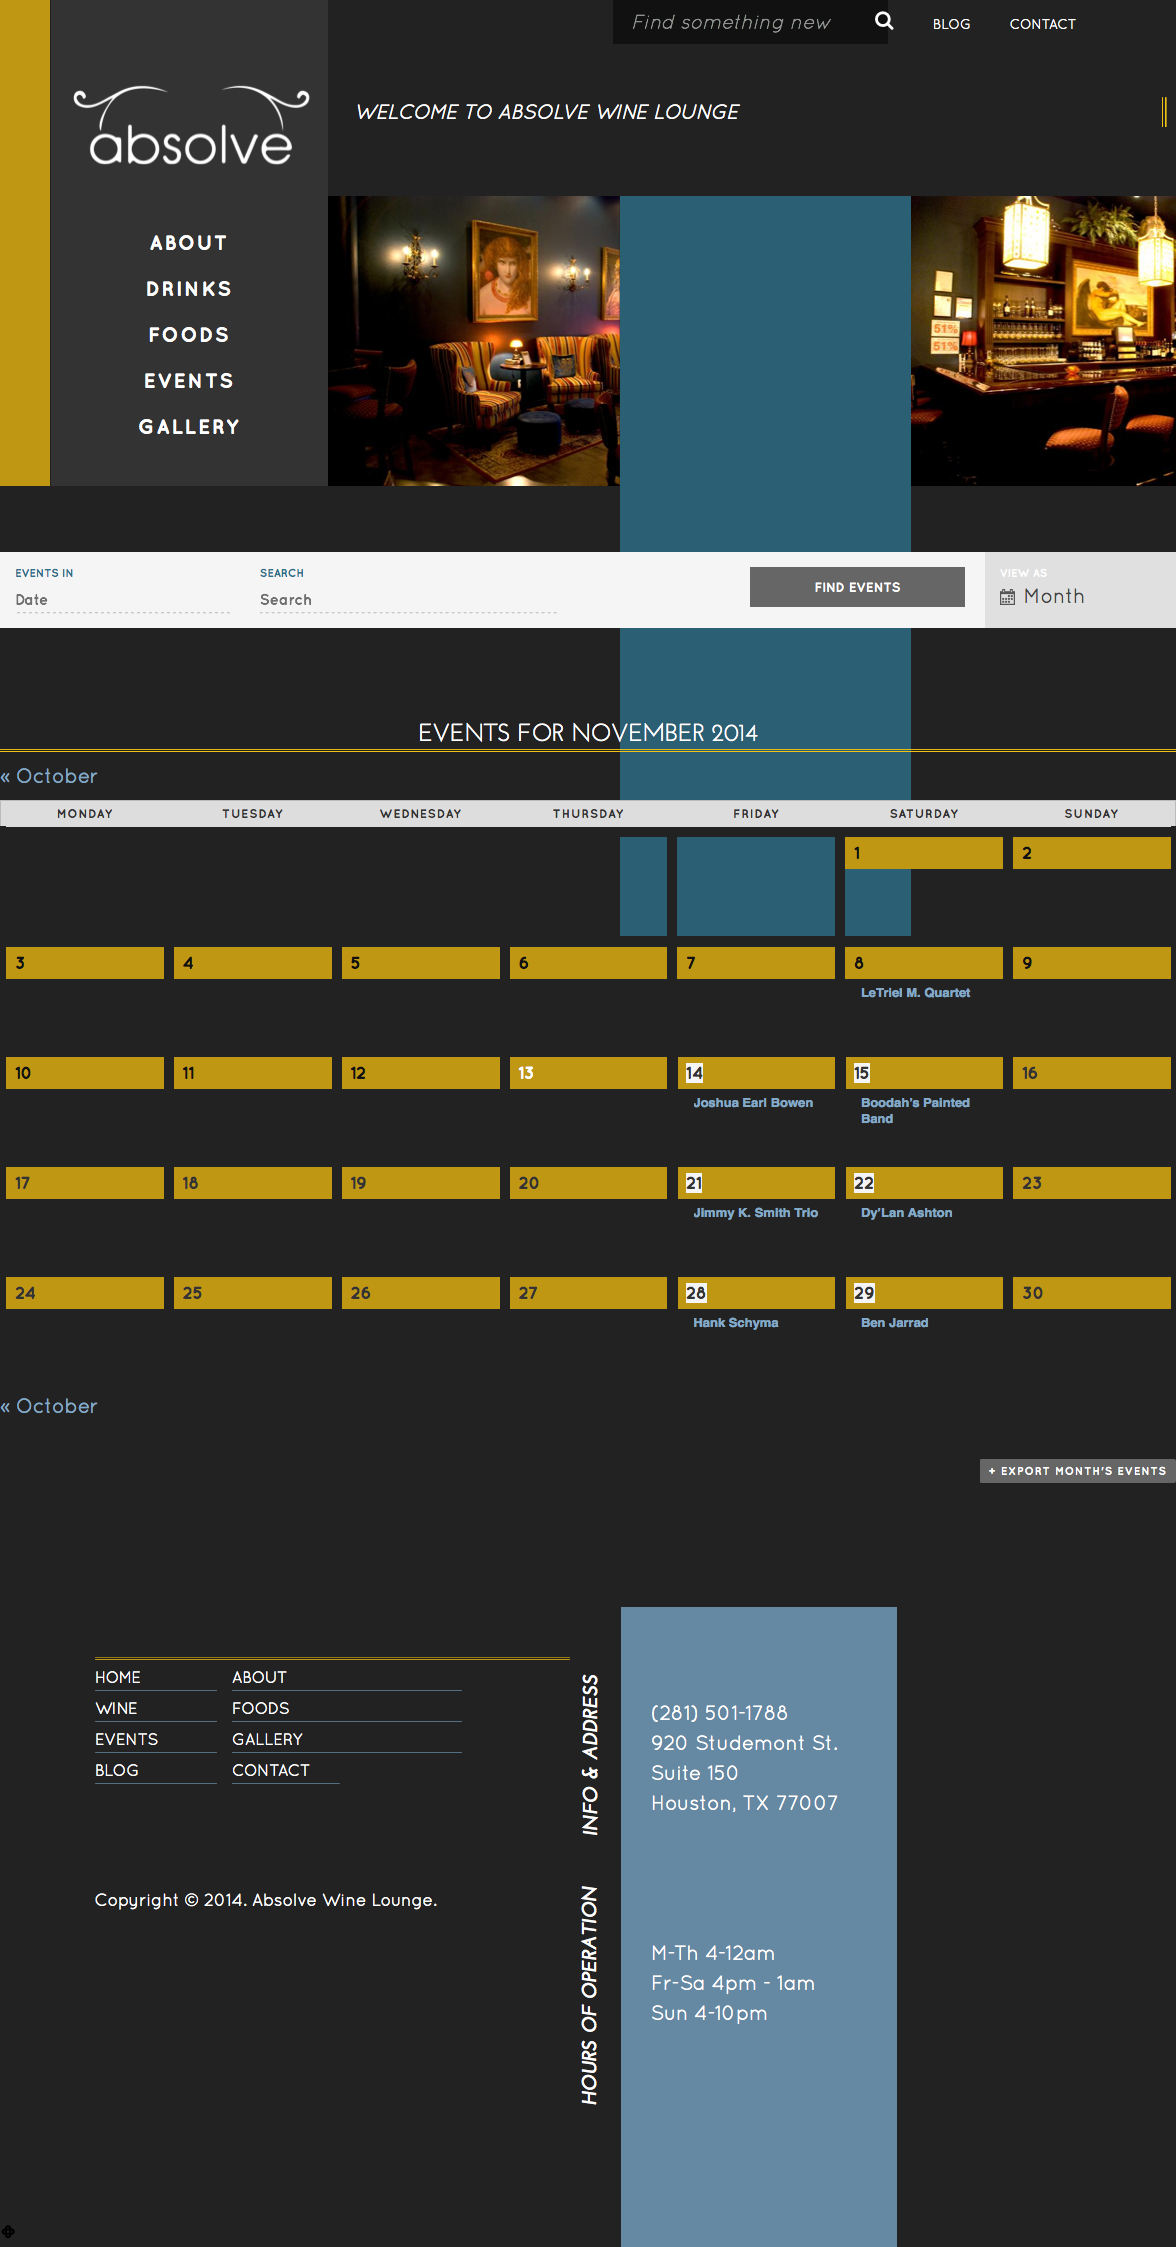 Find something new
BLOG
CONTACT
absolve
WELCOME TO ABSOLVE WINE LOUNGE
ABOUT
DRINKS
FOODS
EVENTS
GALLERY
51%
51%
EVENTS IN
Date
SEARCH
Search
FIND EVENTS
VIEW AS
Month
EVENTS FOR NOVEMBER 2014
« October
MONDAY TUESDAY WEDNESDAY THURSDAY FRIDAY SATURDAY SUNDAY
1 2
3 4 5 6 7 8 9
LeTriel M. Quartet
10 11 12 13 14 15 16
Joshua Earl Bowen
Boodah's Painted
Band
17 18 19 20 21 22 23
Jimmy K. Smith Trio
Dy'Lan Ashton
24 25 26 27 28 29 30
Hank Schyma
Ben Jarrad
« October
+ EXPORT MONTH'S EVENTS
HOME
ABOUT
WINE
FOODS
EVENTS
GALLERY
BLOG
CONTACT
Copyright © 2014. Absolve Wine Lounge.
INFO & ADDRESS
(281) 501-1788
920 Studemont St.
Suite 150
Houston, TX 77007
HOURS OF OPERATION
M-Th 4-12am
Fr-Sa 4pm - 1am
Sun 4-10pm